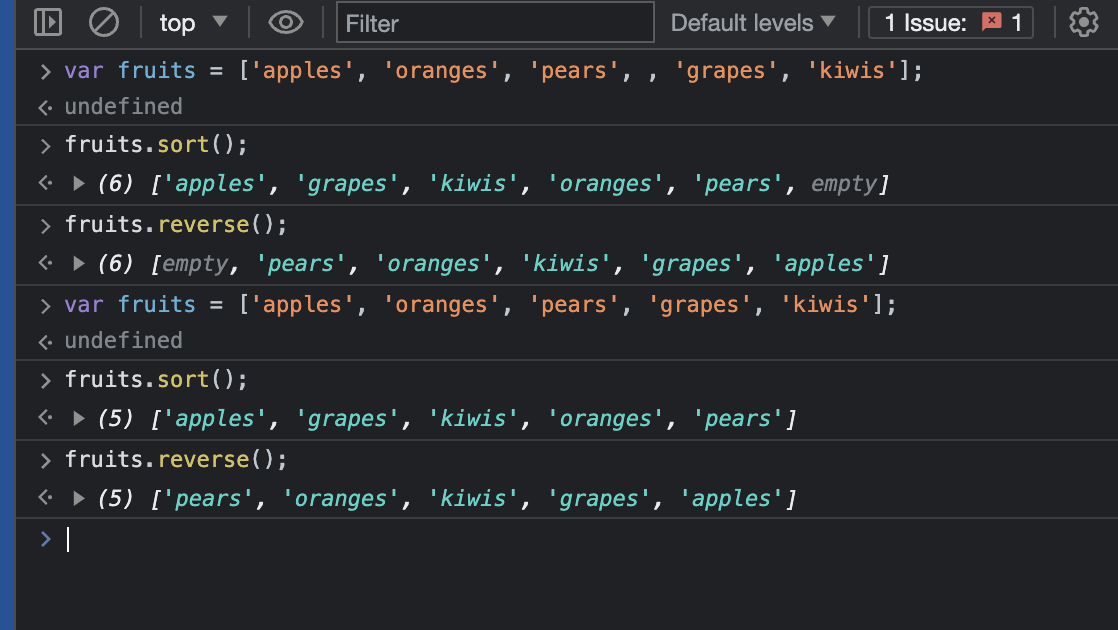 top Filter Default levels 1 Issue: 1
var fruits = ['apples', 'oranges', 'pears', , 'grapes', 'kiwis'];
undefined
fruits.sort();
(6) ['apples', 'grapes', 'kiwis', 'oranges', 'pears', empty]
fruits.reverse();
(6) [empty, 'pears', 'oranges', 'kiwis', 'grapes', 'apples']
var fruits = ['apples', 'oranges', 'pears', 'grapes', 'kiwis'];
undefined
fruits.sort();
(5) ['apples', 'grapes', 'kiwis', 'oranges', 'pears']
fruits.reverse();
(5) ['pears', 'oranges', 'kiwis', 'grapes', 'apples']